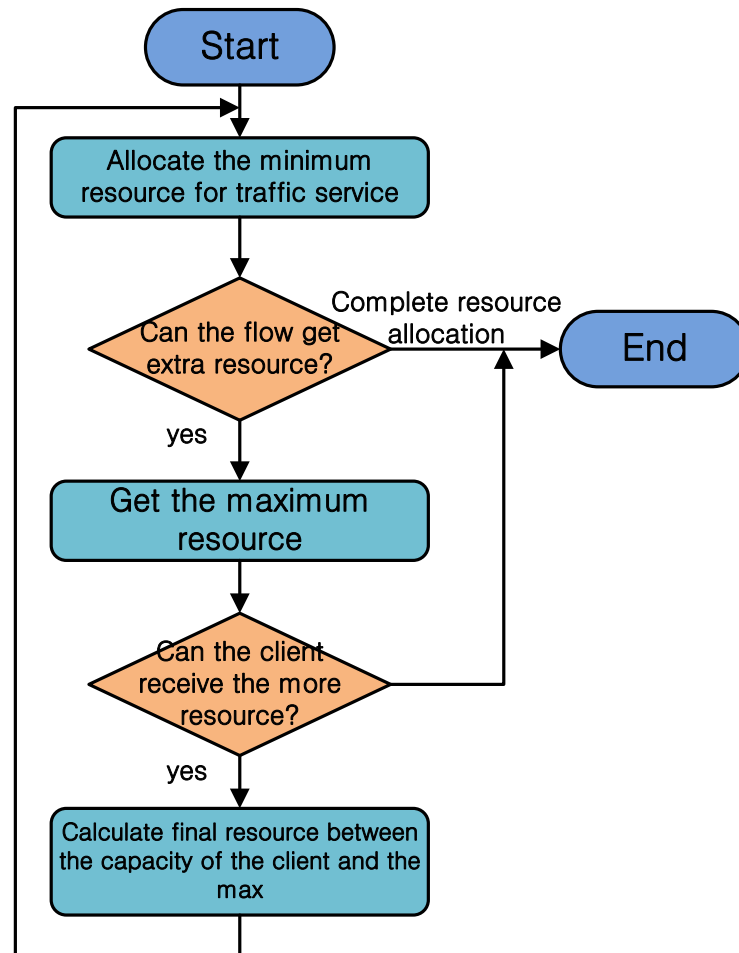 Start
Allocate the minimum
resource for traffic service
Complete resource
allocation
Can the flow get
extra resource?
End
yes
Get the maximum
resource
Can the client
receive the more
resource?
yes
Calculate final resource between
the capacity of the client and the
max